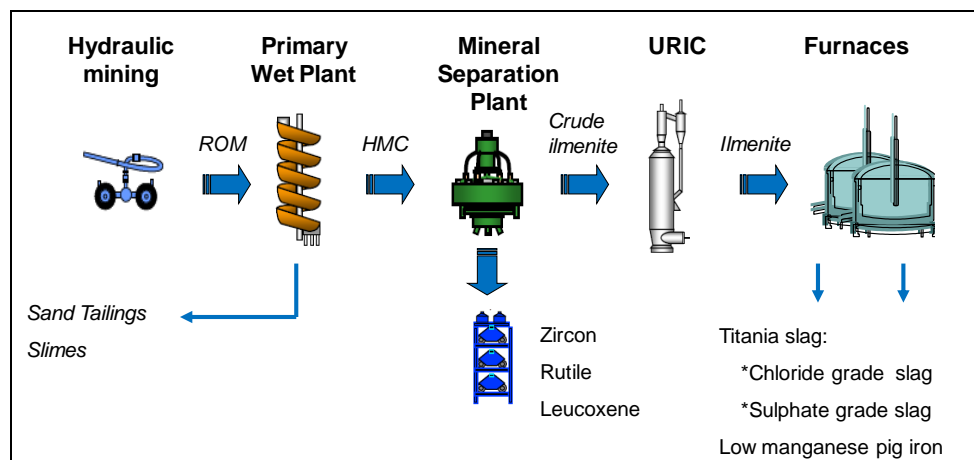 Hydraulic
mining
Primary
Wet Plant
Mineral
Separation
Plant
URIC
Furnaces
ROM
HMC
Crude
ilmenite
Ilmenite
Sand Tailings
Slimes
Zircon
Rutile
Leucoxene
Titania slag:
*Chloride grade slag
*Sulphate grade slag
Low manganese pig iron